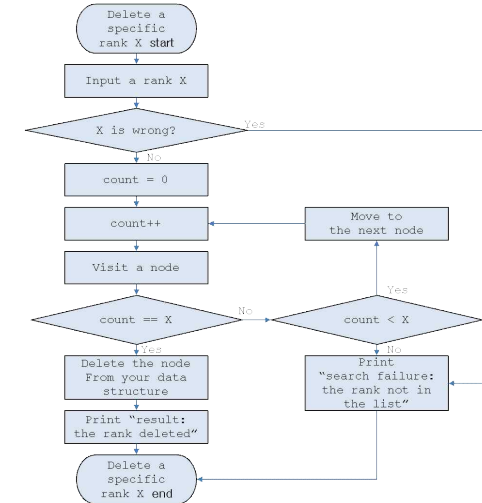 Delete a
specific
rank X start
Input a rank X
X is wrong?
Yes
No
count = 0
count++
Move to
the next node
Visit a node
Yes
count == X
No
count < X
Yes
No
Delete the node
From your data
structure
Print
"search failure:
the rank not in
the list"
Print "result:
the rank deleted"
Delete a
specific
rank X end